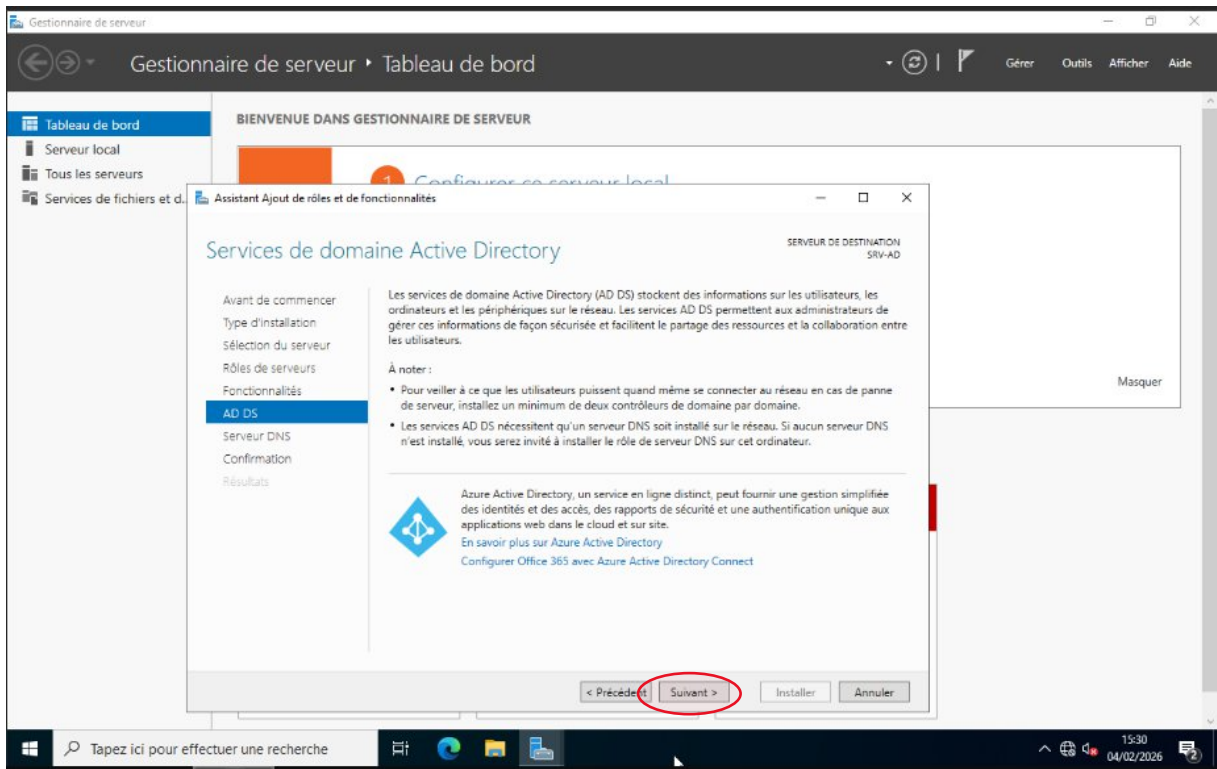 Gestionnaire de serveur
Gestionnaire de serveur ‣ Tableau de bord
Gérer Outils Afficher Aide
Tableau de bord
Serveur local
Tous les serveurs
Services de fichiers et d...
BIENVENUE DANS GESTIONNAIRE DE SERVEUR
1 Configurer ce serveur local
Masquer
Assistant Ajout de rôles et de fonctionnalités
Services de domaine Active Directory
SERVEUR DE DESTINATION
SRV-AD
Avant de commencer
Type d'installation
Sélection du serveur
Rôles de serveurs
Fonctionnalités
AD DS
Serveur DNS
Confirmation
Résultats
Les services de domaine Active Directory (AD DS) stockent des informations sur les utilisateurs, les
ordinateurs et les périphériques sur le réseau. Les services AD DS permettent aux administrateurs de
gérer ces informations de façon sécurisée et facilitent le partage des ressources et la collaboration entre
les utilisateurs.
À noter :
• Pour veiller à ce que les utilisateurs puissent quand même se connecter au réseau en cas de panne
de serveur, installez un minimum de deux contrôleurs de domaine par domaine.
• Les services AD DS nécessitent qu'un serveur DNS soit installé sur le réseau. Si aucun serveur DNS
n'est installé, vous serez invité à installer le rôle de serveur DNS sur cet ordinateur.
Azure Active Directory, un service en ligne distinct, peut fournir une gestion simplifiée
des identités et des accès, des rapports de sécurité et une authentification unique aux
applications web dans le cloud et sur site.
En savoir plus sur Azure Active Directory
Configurer Office 365 avec Azure Active Directory Connect
< Précédent Suivant > Installer Annuler
Tapez ici pour effectuer une recherche
15:30
04/02/2026
2